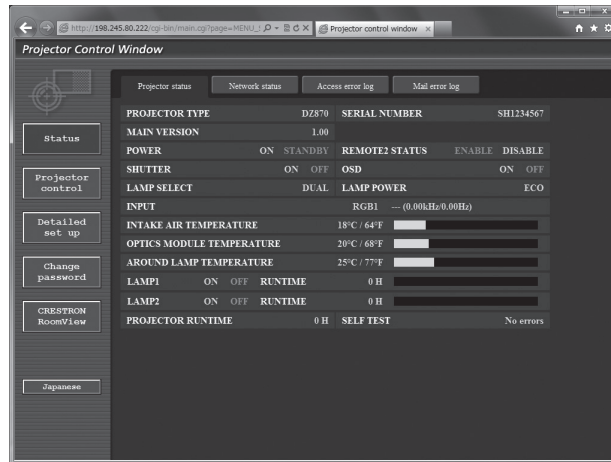 http://198.245.80.222/cgi-bin/main.cgi?page=MENU_
Projector control window
Projector Control Window
Projector status Network status Access error log Mail error log
Status
Projector control
Detailed set up
Change password
CRESTRON RoomView
Japanese
PROJECTOR TYPE DZ870 SERIAL NUMBER SH1234567
MAIN VERSION 1.00
POWER ON STANDBY REMOTE2 STATUS ENABLE DISABLE
SHUTTER ON OFF OSD ON OFF
LAMP SELECT DUAL LAMP POWER ECO
INPUT RGB1 --- (0.00kHz/0.00Hz)
INTAKE AIR TEMPERATURE 18°C / 64°F
OPTICS MODULE TEMPERATURE 20°C / 68°F
AROUND LAMP TEMPERATURE 25°C / 77°F
LAMP1 ON OFF RUNTIME 0 H
LAMP2 ON OFF RUNTIME 0 H
PROJECTOR RUNTIME 0 H SELF TEST No errors